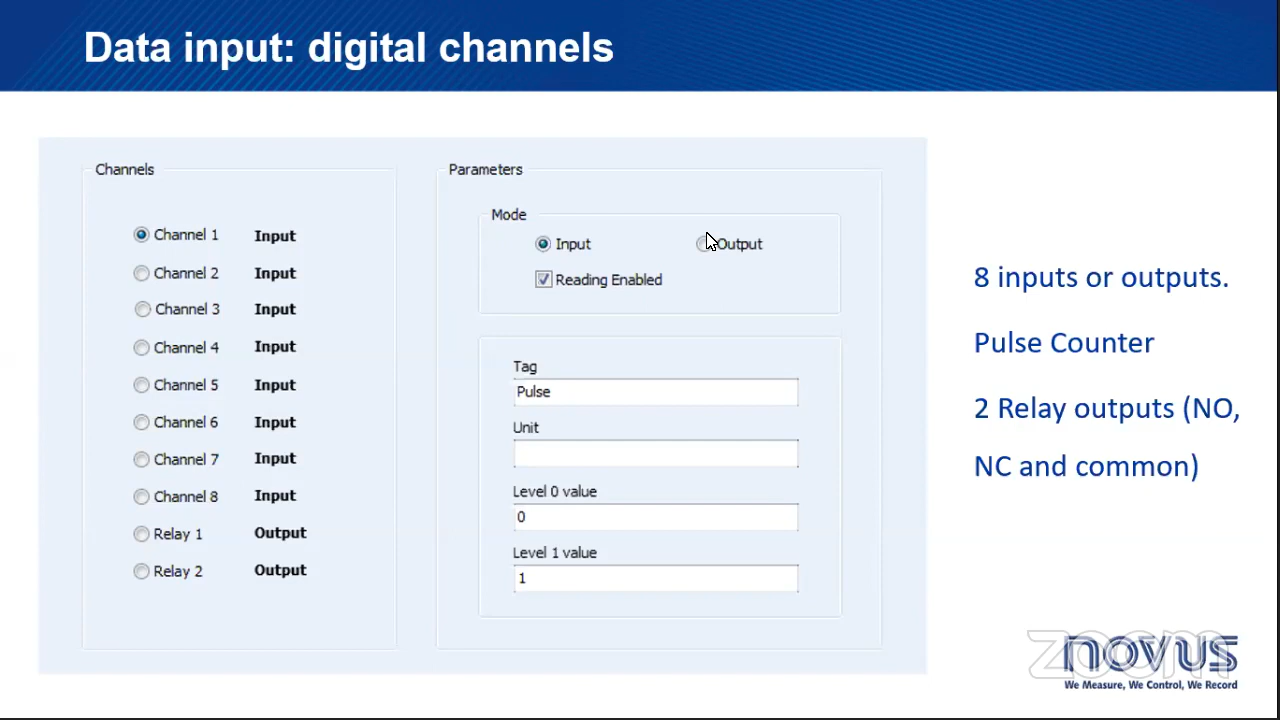 Data input: digital channels
Channels
Channel 1 Input
Channel 2 Input
Channel 3 Input
Channel 4 Input
Channel 5 Input
Channel 6 Input
Channel 7 Input
Channel 8 Input
Relay 1 Output
Relay 2 Output
Parameters
Mode
Input Output
Reading Enabled
Tag
Pulse
Unit
Level 0 value
0
Level 1 value
1
8 inputs or outputs.
Pulse Counter
2 Relay outputs (NO,
NC and common)
zoom
novus
We Measure, We Control, We Record